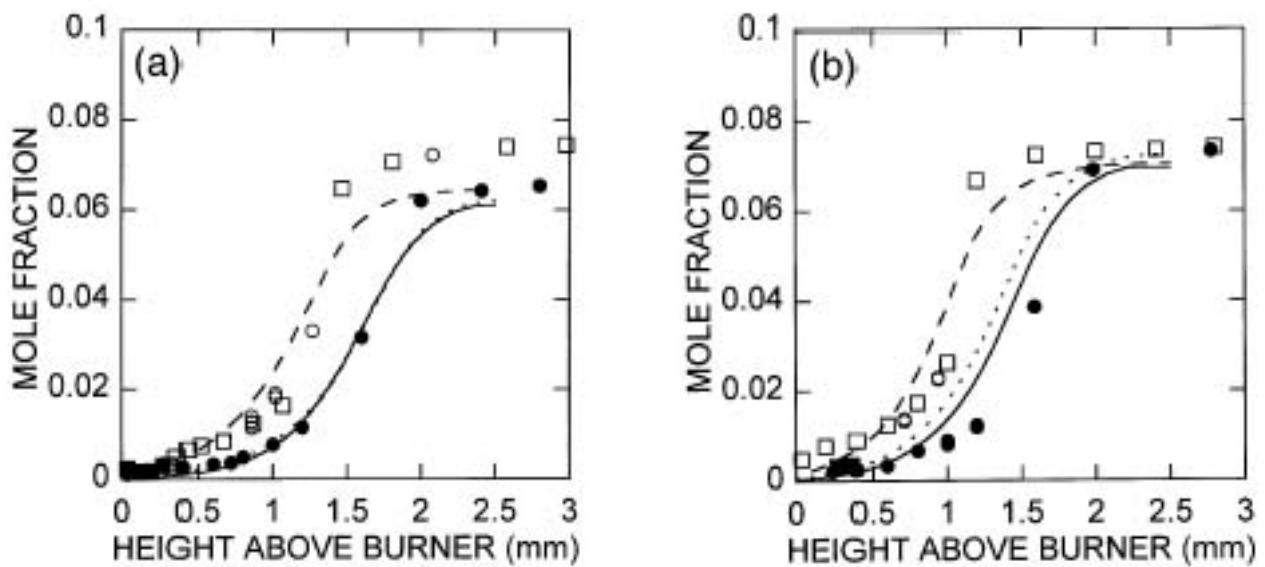 (a)
MOLE FRACTION
0.1
0.08
0.06
0.04
0.02
0
0 0.5 1 1.5 2 2.5 3
HEIGHT ABOVE BURNER (mm)
(b)
MOLE FRACTION
0.1
0.08
0.06
0.04
0.02
0
0 0.5 1 1.5 2 2.5 3
HEIGHT ABOVE BURNER (mm)